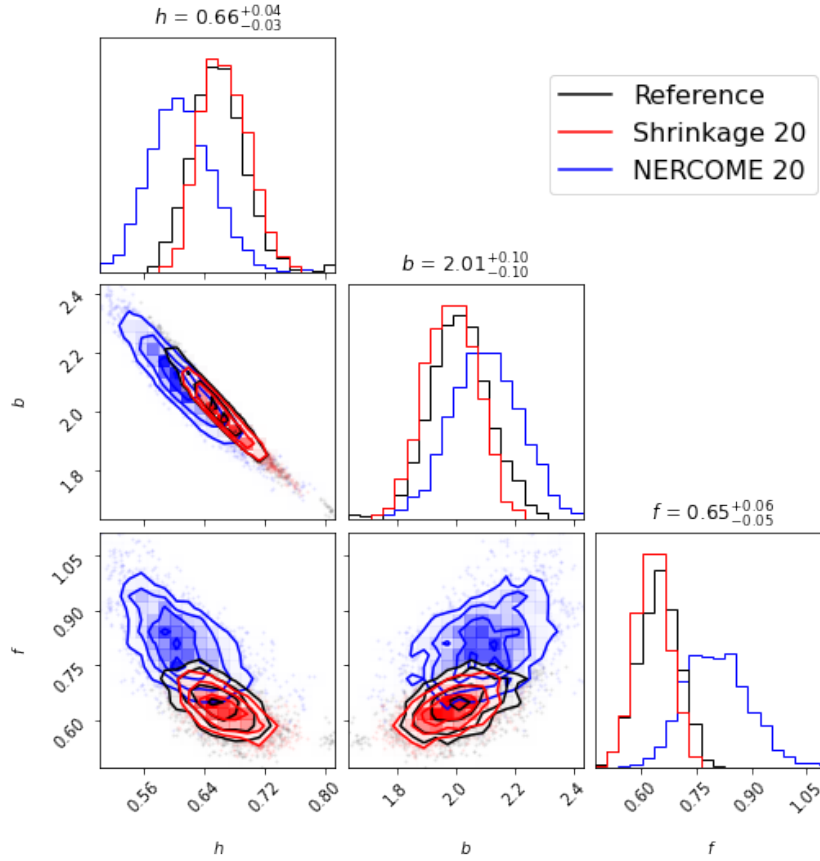 h = 0.66 +0.04 -0.03
Reference
Shrinkage 20
NERCOME 20
b = 2.01 +0.10 -0.10
2.4
2.2
2.0
1.8
b
f = 0.65 +0.06 -0.05
1.05
0.90
0.75
0.60
f
0.56 0.64 0.72 0.80
1.8 2.0 2.2 2.4
0.60 0.75 0.90 1.05
h b f